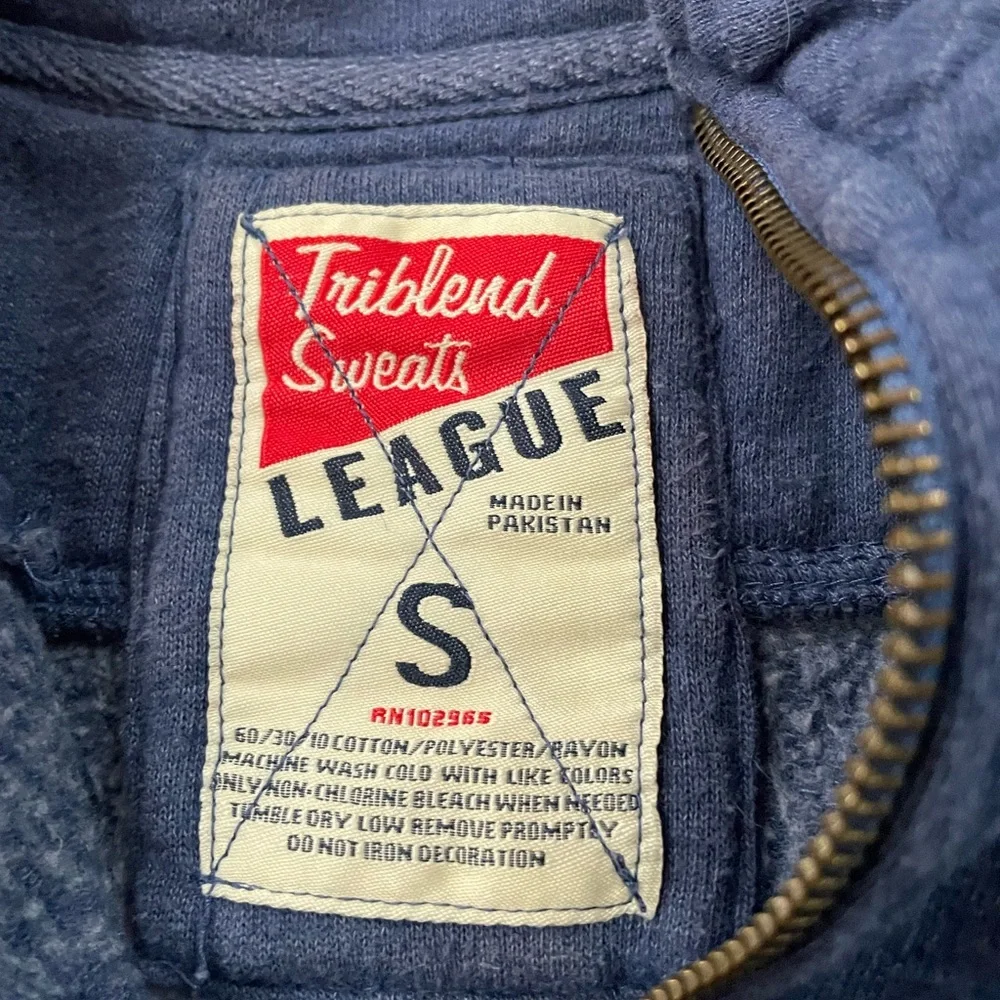 Triblend
Sweats
LEAGUE
MADE IN
PAKISTAN
S
RN102965
60/30/10 COTTON/POLYESTER/RAYON
MACHINE WASH COLD WITH LIKE COLORS
ONLY NON-CHLORINE BLEACH WHEN NEEDED
TUMBLE DRY LOW REMOVE PROMPTLY
DO NOT IRON DECORATION